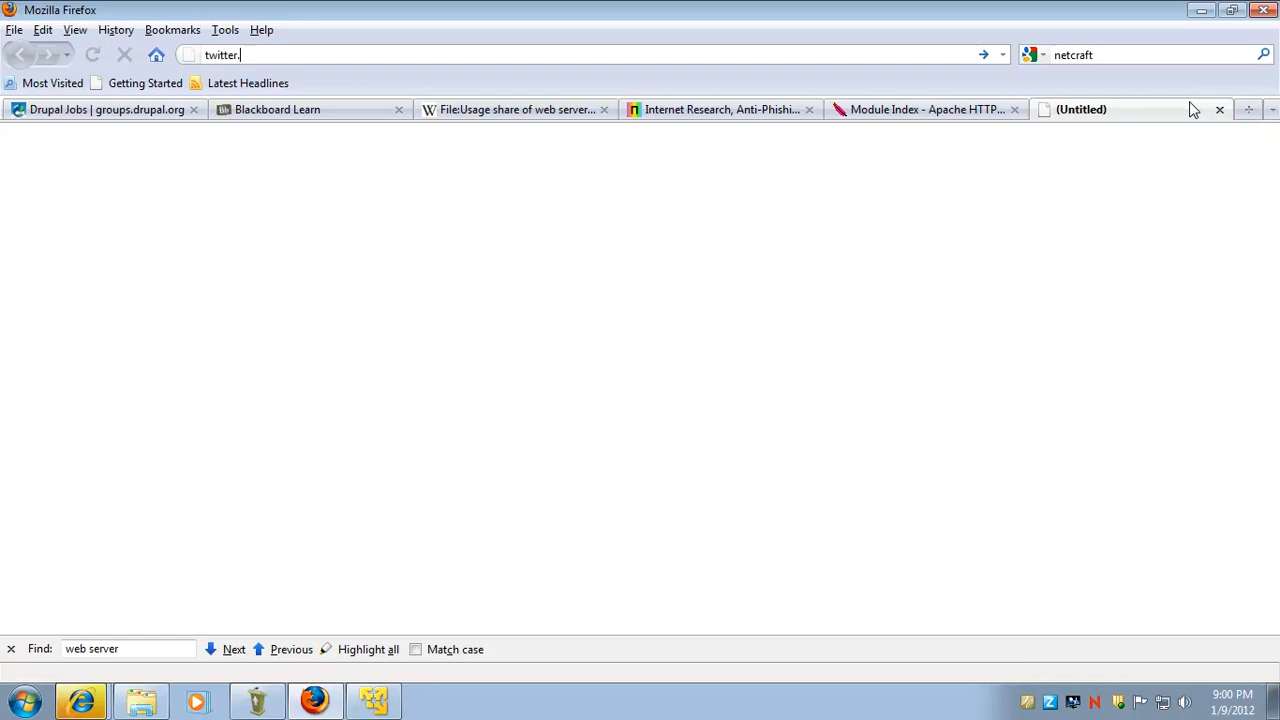 Mozilla Firefox
File Edit View History Bookmarks Tools Help
twitter. netcraft
Most Visited Getting Started Latest Headlines
Drupal Jobs | groups.drupal.org Blackboard Learn File:Usage share of web server... Internet Research, Anti-Phishi... Module Index - Apache HTTP... (Untitled)
Find: web server Next Previous Highlight all Match case
9:00 PM
1/9/2012